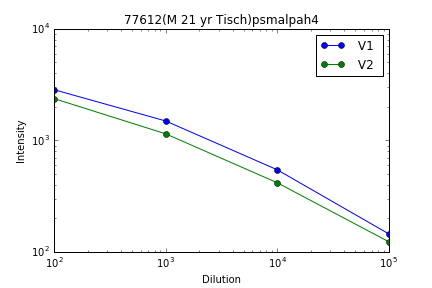 77612(M 21 yr Tisch)psmalpah4
10^4
V1
V2
10^3
Intensity
10^2
10^2 10^3 10^4 10^5
Dilution